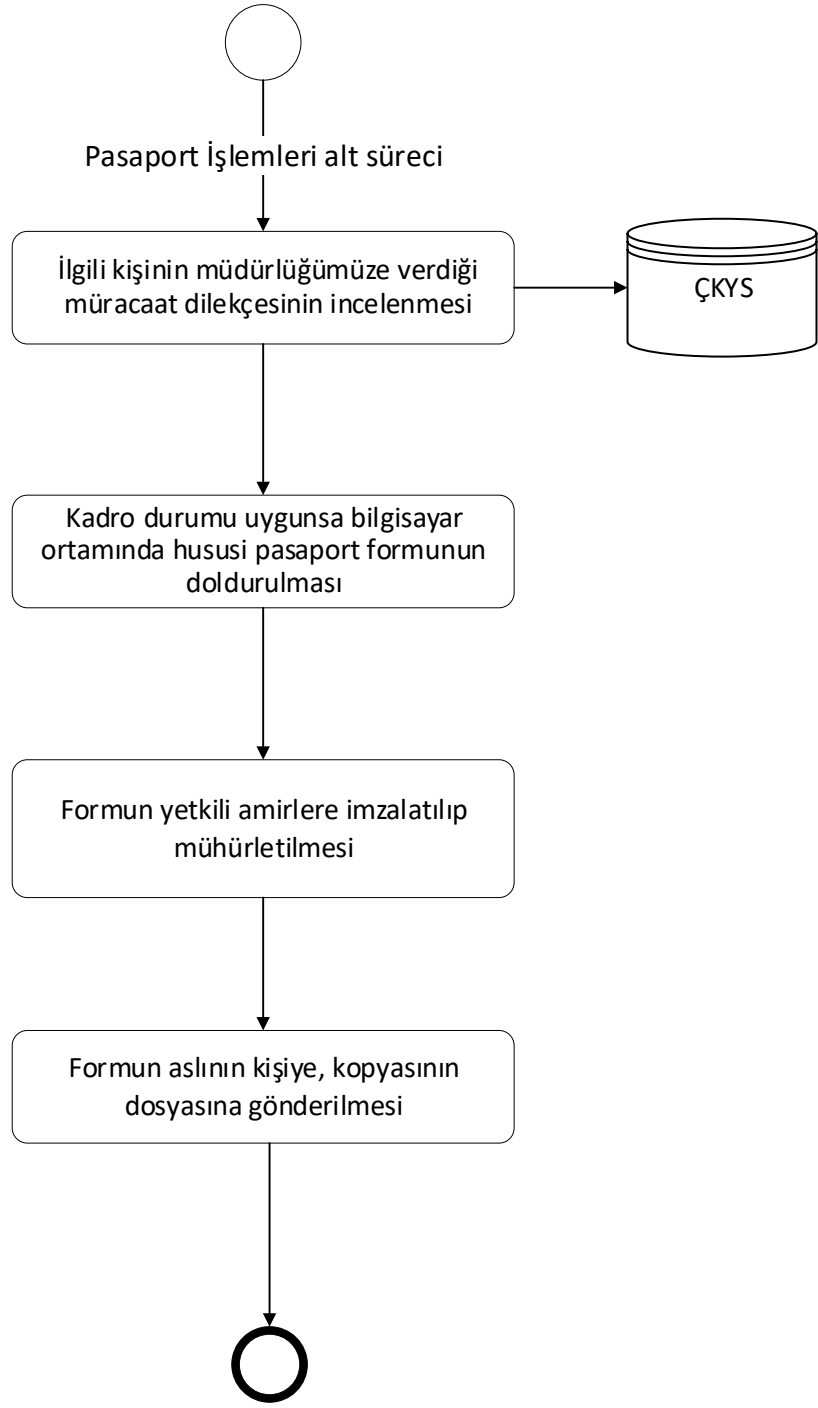 Pasaport İşlemleri alt süreci
İlgili kişinin müdürlüğümüze verdiği
müracaat dilekçesinin incelenmesi
ÇKYS
Kadro durumu uygunsa bilgisayar
ortamında hususi pasaport formunun
doldurulması
Formun yetkili amirlere imzalatılıp
mühürletilmesi
Formun aslının kişiye, kopyasının
dosyasına gönderilmesi